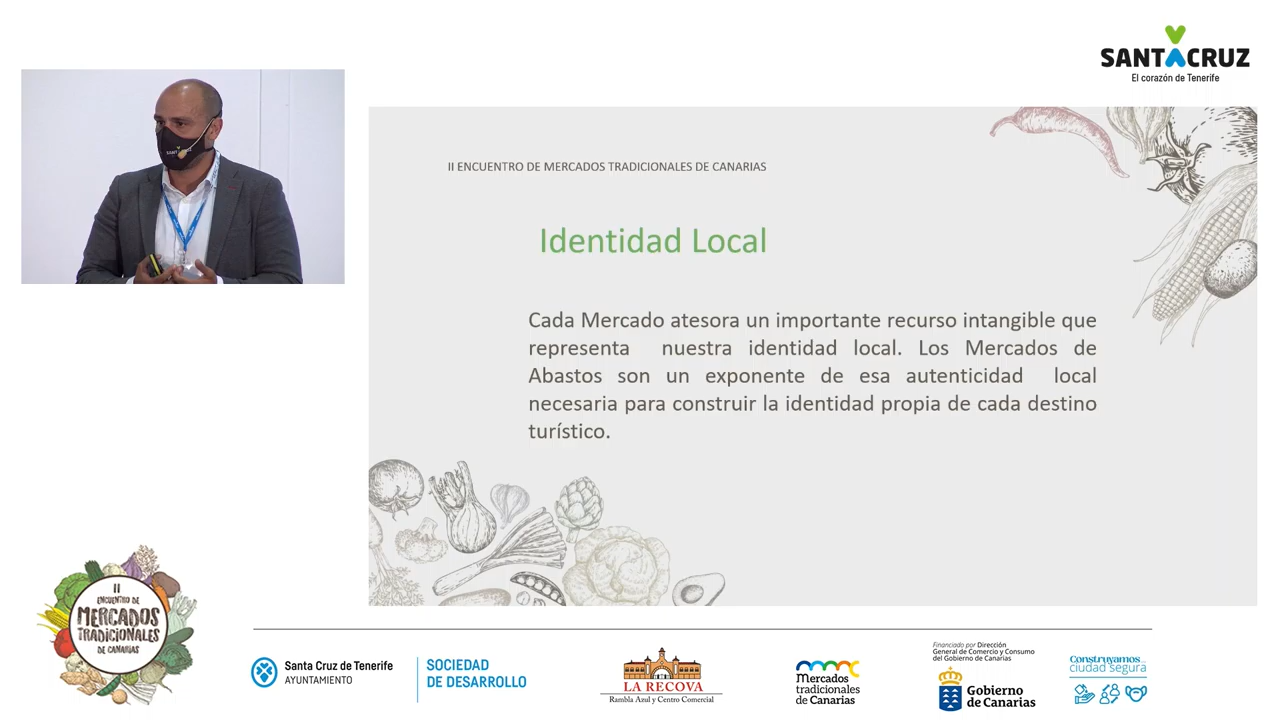 SANTACRUZ
El corazón de Tenerife
SANTA
II ENCUENTRO DE MERCADOS TRADICIONALES DE CANARIAS
Identidad Local
Cada Mercado atesora un importante recurso intangible que
representa nuestra identidad local. Los Mercados de
Abastos son un exponente de esa autenticidad local
necesaria para construir la identidad propia de cada destino
turístico.
II
ENCUENTRO DE
MERCADOS
TRADICIONALES
DE CANARIAS
Santa Cruz de Tenerife
AYUNTAMIENTO
SOCIEDAD
DE DESARROLLO
LA RECOVA
Rambla Azul y Centro Comercial
Mercados
tradicionales
de Canarias
Financiado por Dirección
General de Comercio y Consumo
del Gobierno de Canarias
Gobierno
de Canarias
Construyamos
ciudad segura